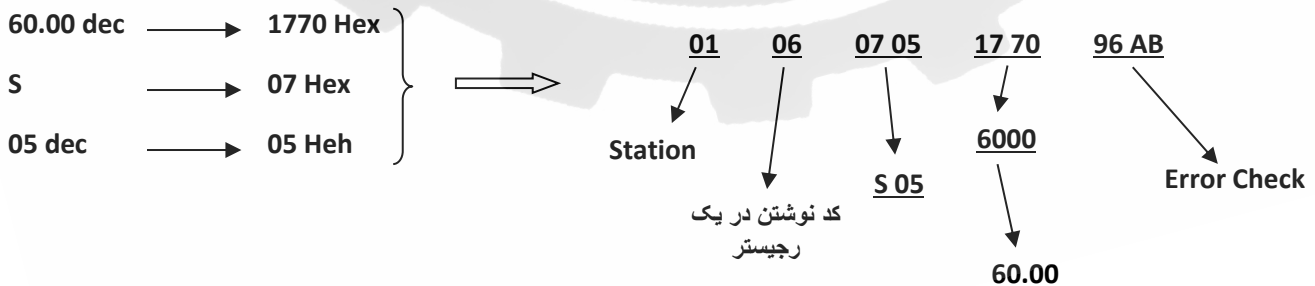 60.00 dec 1770 Hex
S 07 Hex
05 dec 05 Heh
01 06 07 05 17 70 96 AB
Station
کد نوشتن در یک
رجیستر
S 05
6000
60.00
Error Check